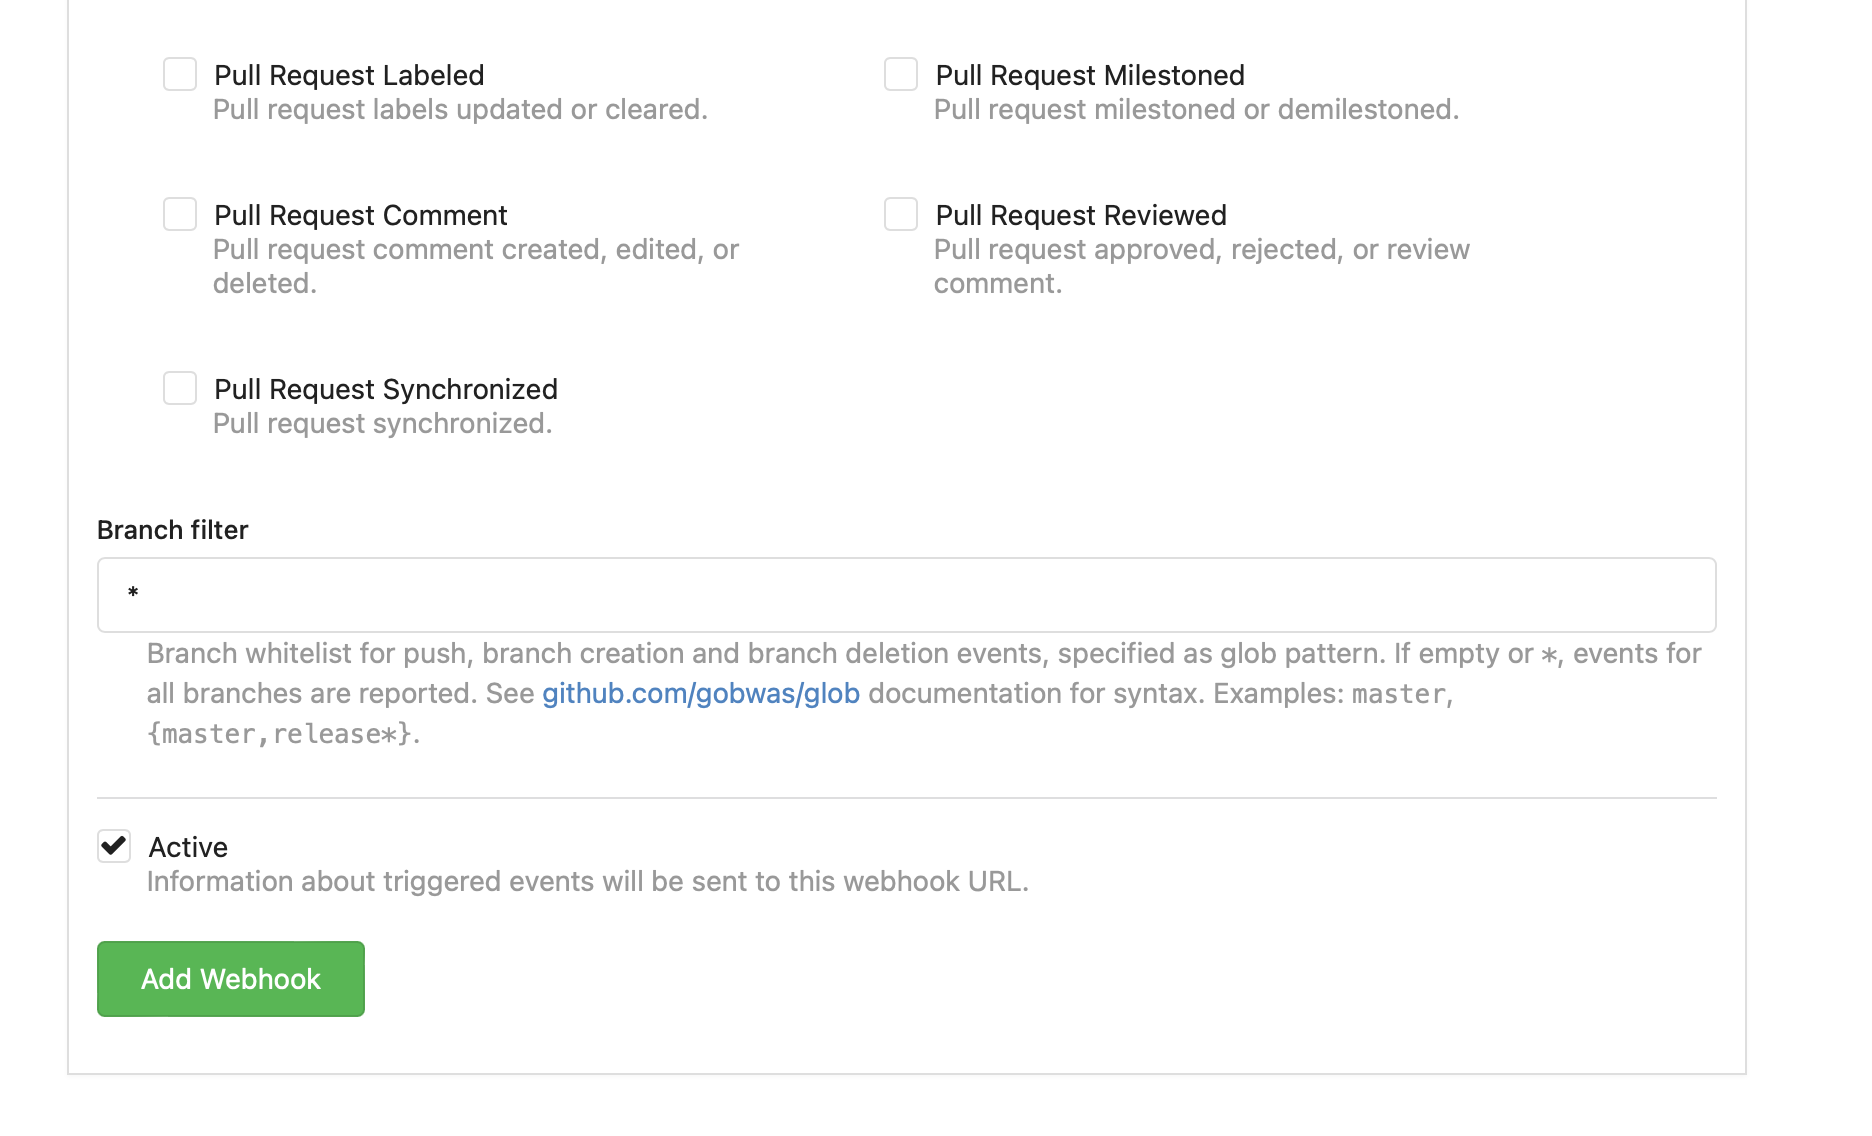 Pull Request Labeled
Pull request labels updated or cleared.
Pull Request Milestoned
Pull request milestoned or demilestoned.
Pull Request Comment
Pull request comment created, edited, or
deleted.
Pull Request Reviewed
Pull request approved, rejected, or review
comment.
Pull Request Synchronized
Pull request synchronized.
Branch filter
*
Branch whitelist for push, branch creation and branch deletion events, specified as glob pattern. If empty or *, events for
all branches are reported. See github.com/gobwas/glob documentation for syntax. Examples: master,
{master,release*}.
Active
Information about triggered events will be sent to this webhook URL.
Add Webhook